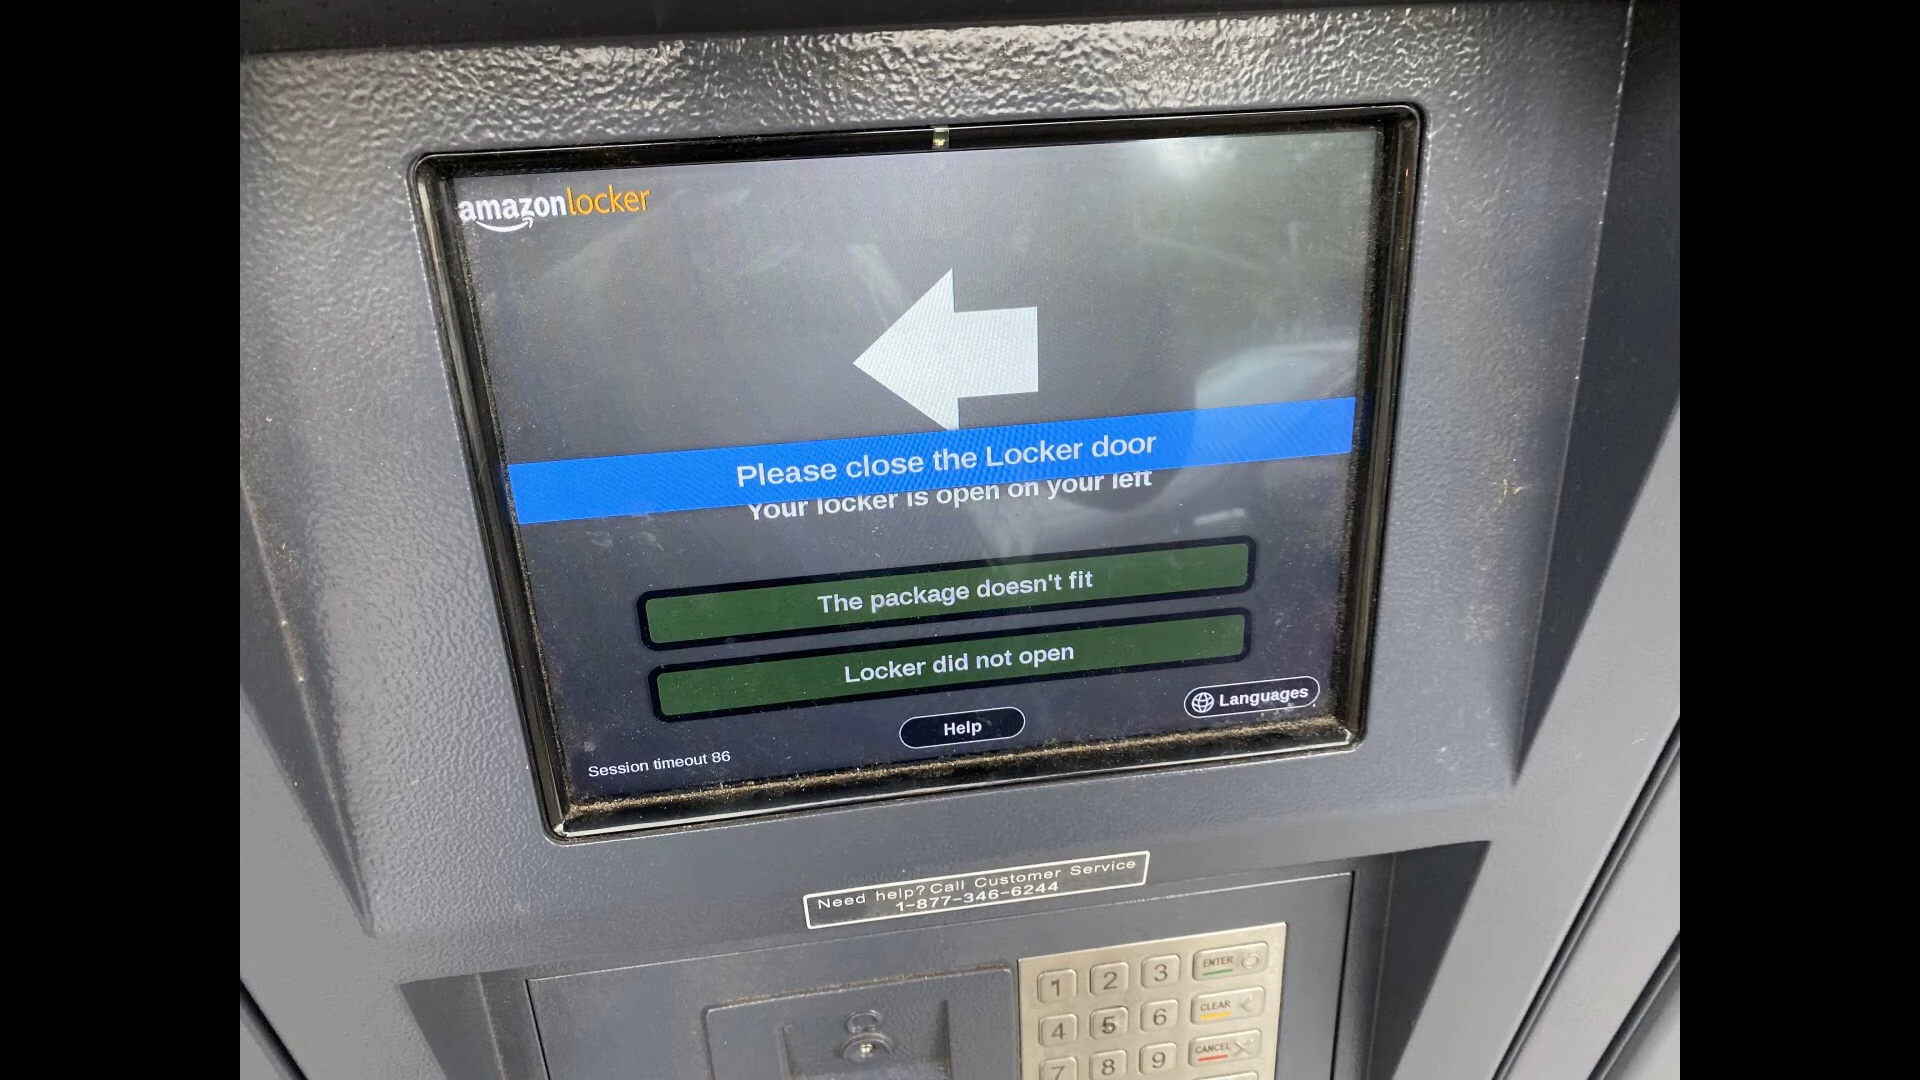 amazonlocker
Please close the Locker door
Your locker is open on your left
The package doesn't fit
Locker did not open
Languages
Help
Session timeout 86
Need help? Call Customer Service
1-877-346-6244
1 2 3 ENTER
4 5 6 CLEAR
7 8 9 CANCEL